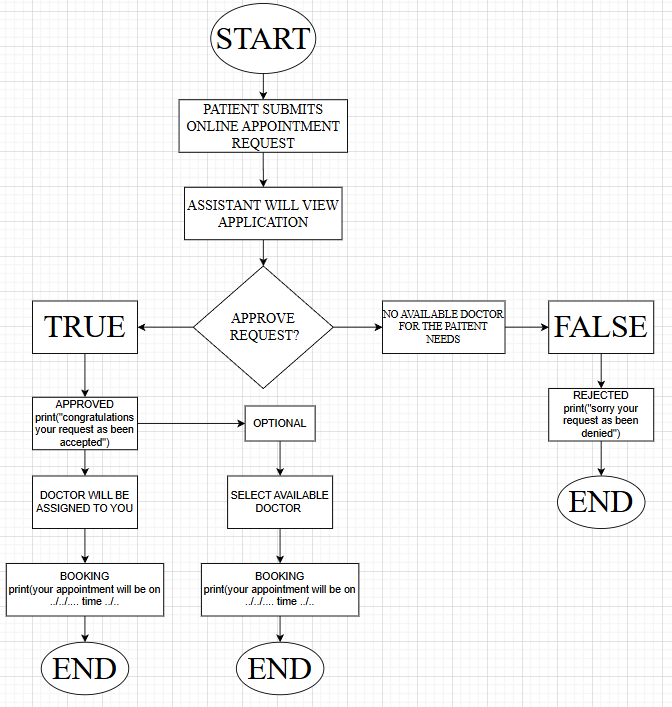 START
PATIENT SUBMITS
ONLINE APPOINTMENT
REQUEST
ASSISTANT WILL VIEW
APPLICATION
APPROVE
REQUEST?
TRUE
NO AVAILABLE DOCTOR
FOR THE PAITENT
NEEDS
FALSE
APPROVED
print("congratulations
your request as been
accepted")
OPTIONAL
REJECTED
print("sorry your
request as been
denied")
DOCTOR WILL BE
ASSIGNED TO YOU
SELECT AVAILABLE
DOCTOR
END
BOOKING
print(your appointment will be on
../../.... time ../..
BOOKING
print(your appointment will be on
../../.... time ../..
END
END